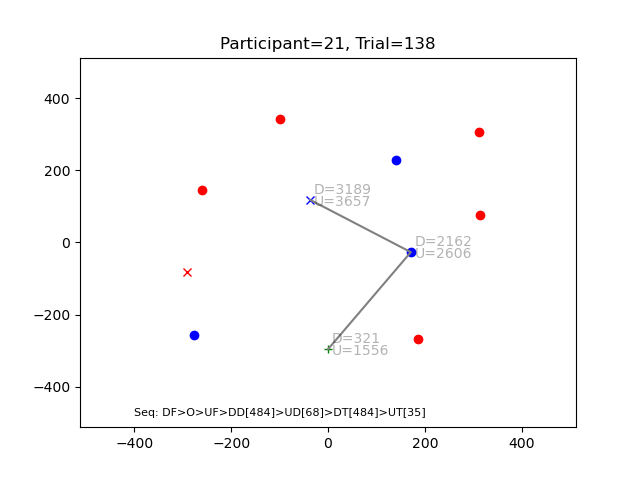 Participant=21, Trial=138
400
200
0
−200
−400
D=3189
U=3657
D=2162
U=2606
D=321
U=1556
Seq: DF>O>UF>DD[484]>UD[68]>DT[484]>UT[35]
−400
−200
0
200
400